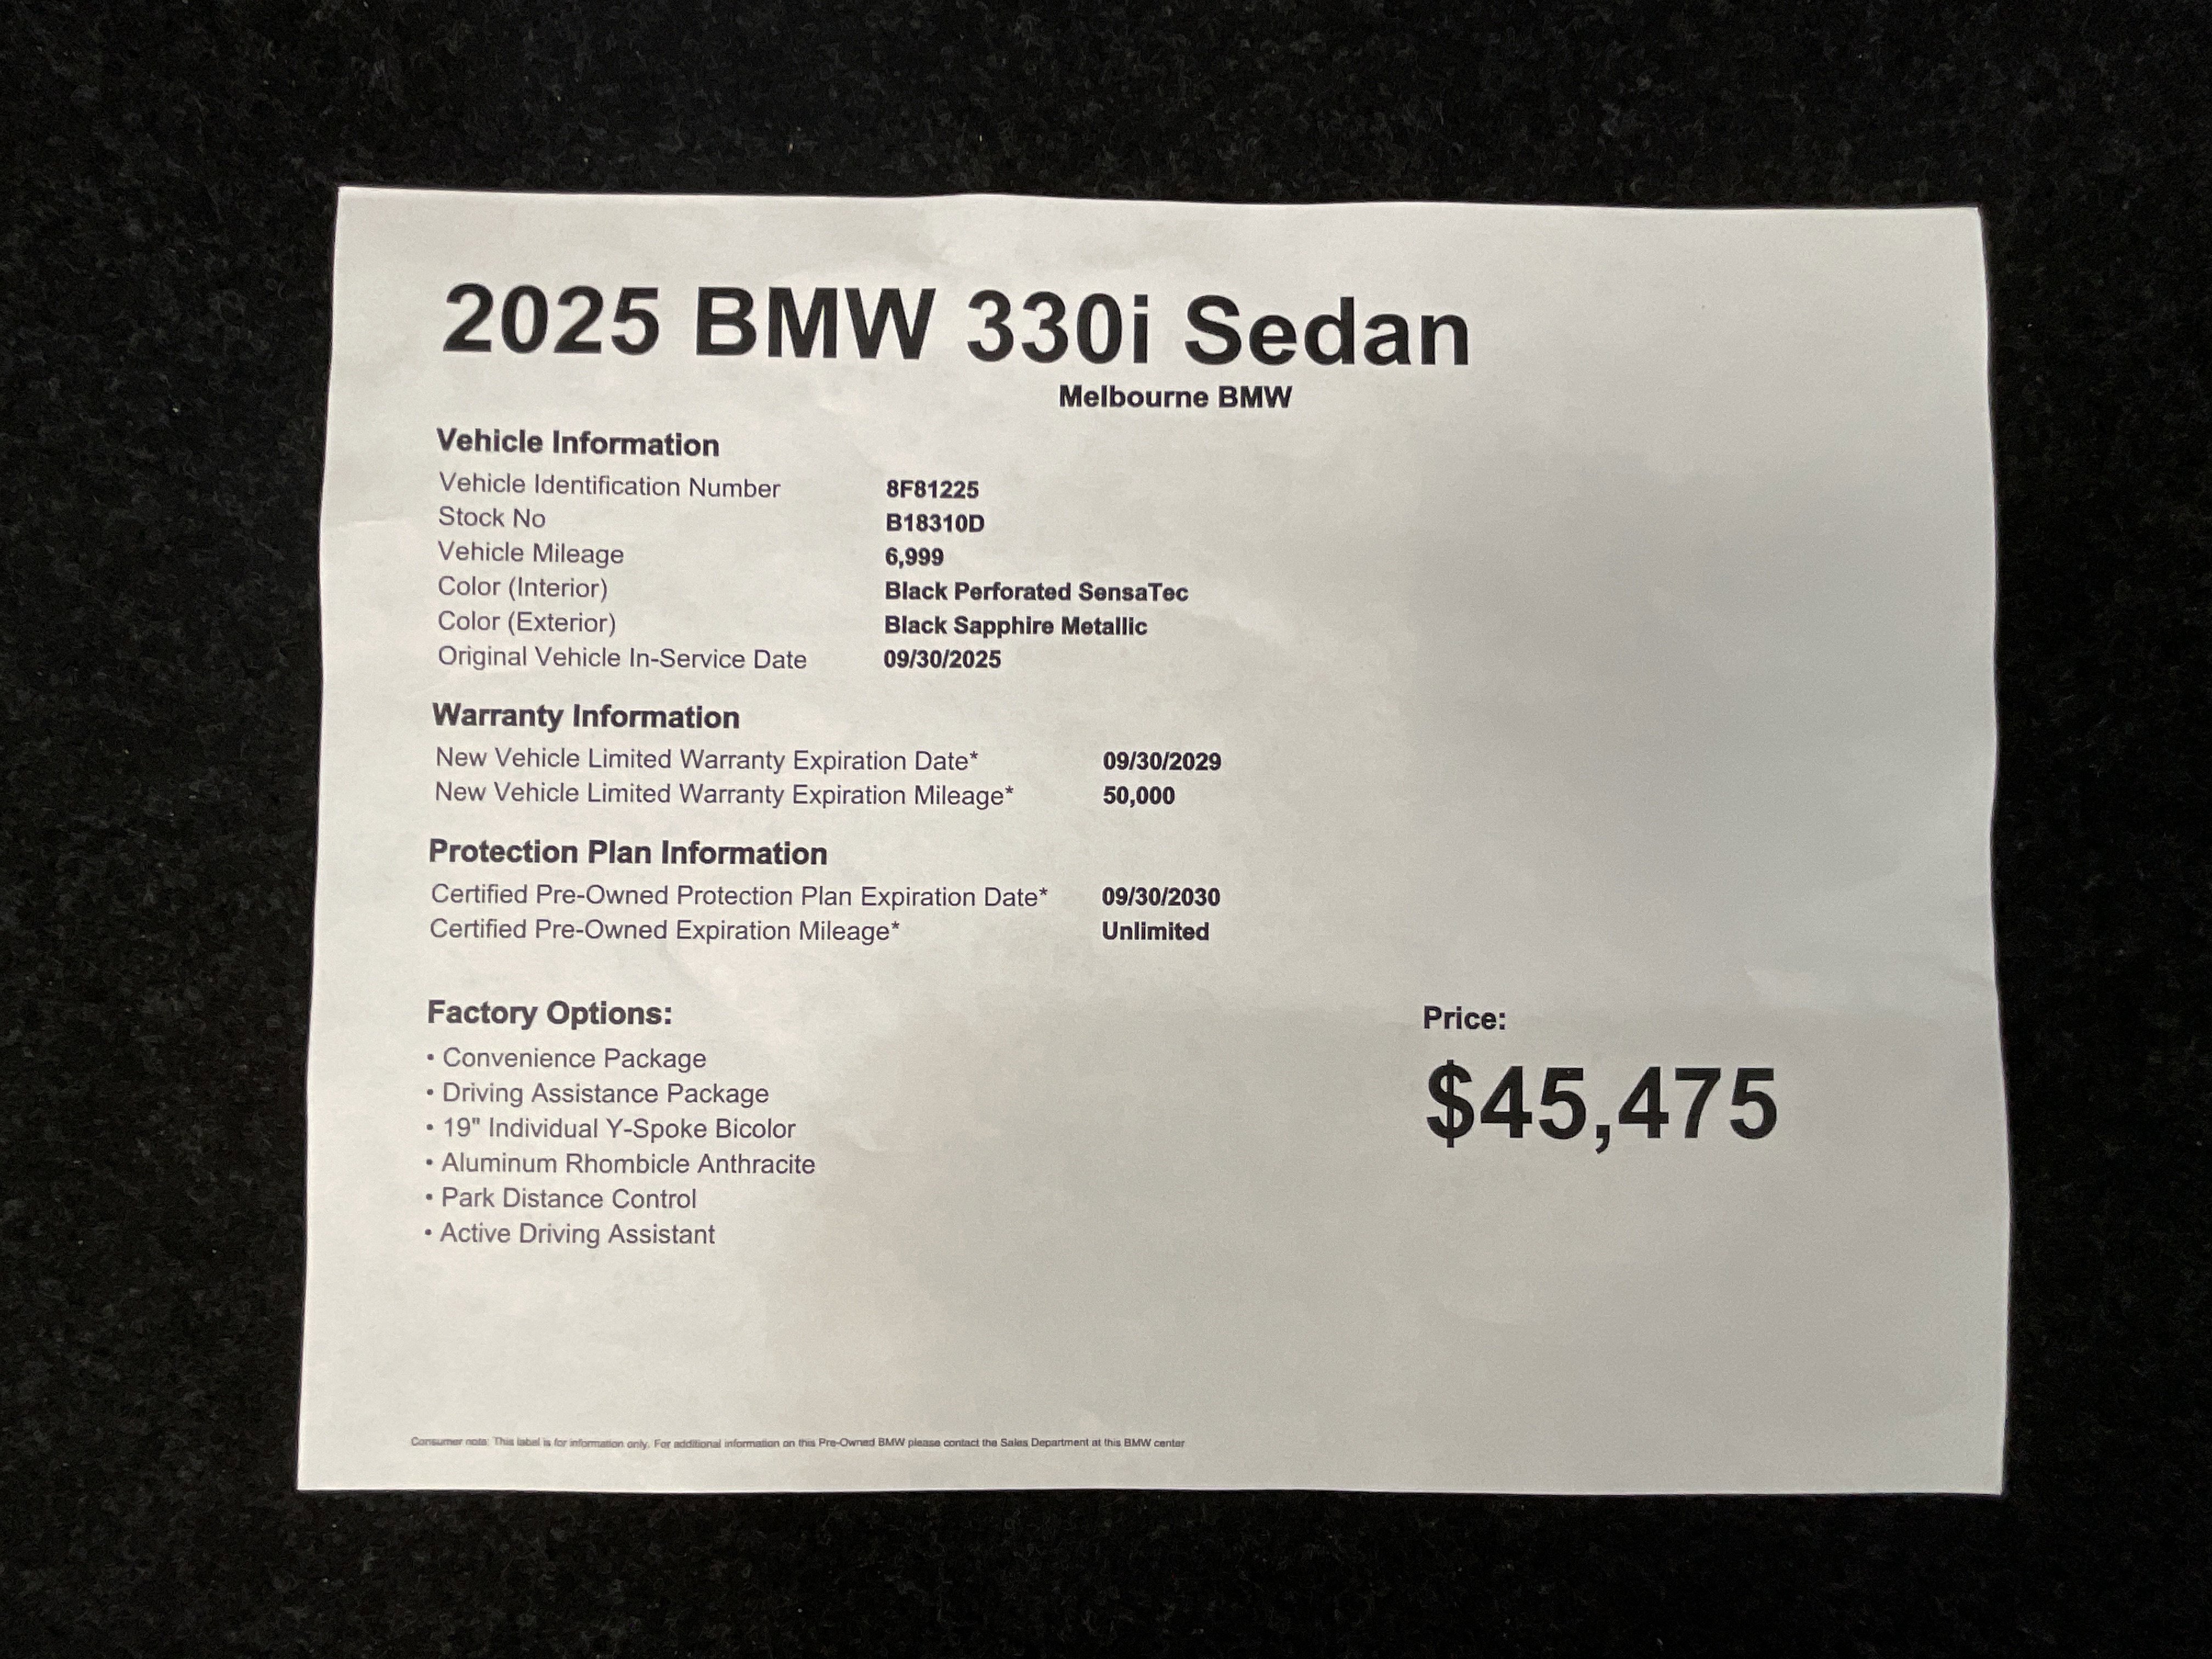 2025 BMW 330i Sedan
Melbourne BMW
Vehicle Information
Vehicle Identification Number 8F81225
Stock No B18310D
Vehicle Mileage 6,999
Color (Interior) Black Perforated SensaTec
Color (Exterior) Black Sapphire Metallic
Original Vehicle In-Service Date 09/30/2025
Warranty Information
New Vehicle Limited Warranty Expiration Date* 09/30/2029
New Vehicle Limited Warranty Expiration Mileage* 50,000
Protection Plan Information
Certified Pre-Owned Protection Plan Expiration Date* 09/30/2030
Certified Pre-Owned Expiration Mileage* Unlimited
Factory Options:
• Convenience Package
• Driving Assistance Package
• 19" Individual Y-Spoke Bicolor
• Aluminum Rhombicle Anthracite
• Park Distance Control
• Active Driving Assistant
Price:
$45,475
Consumer note: This label is for information only. For additional information on this Pre-Owned BMW please contact the Sales Department at this BMW center